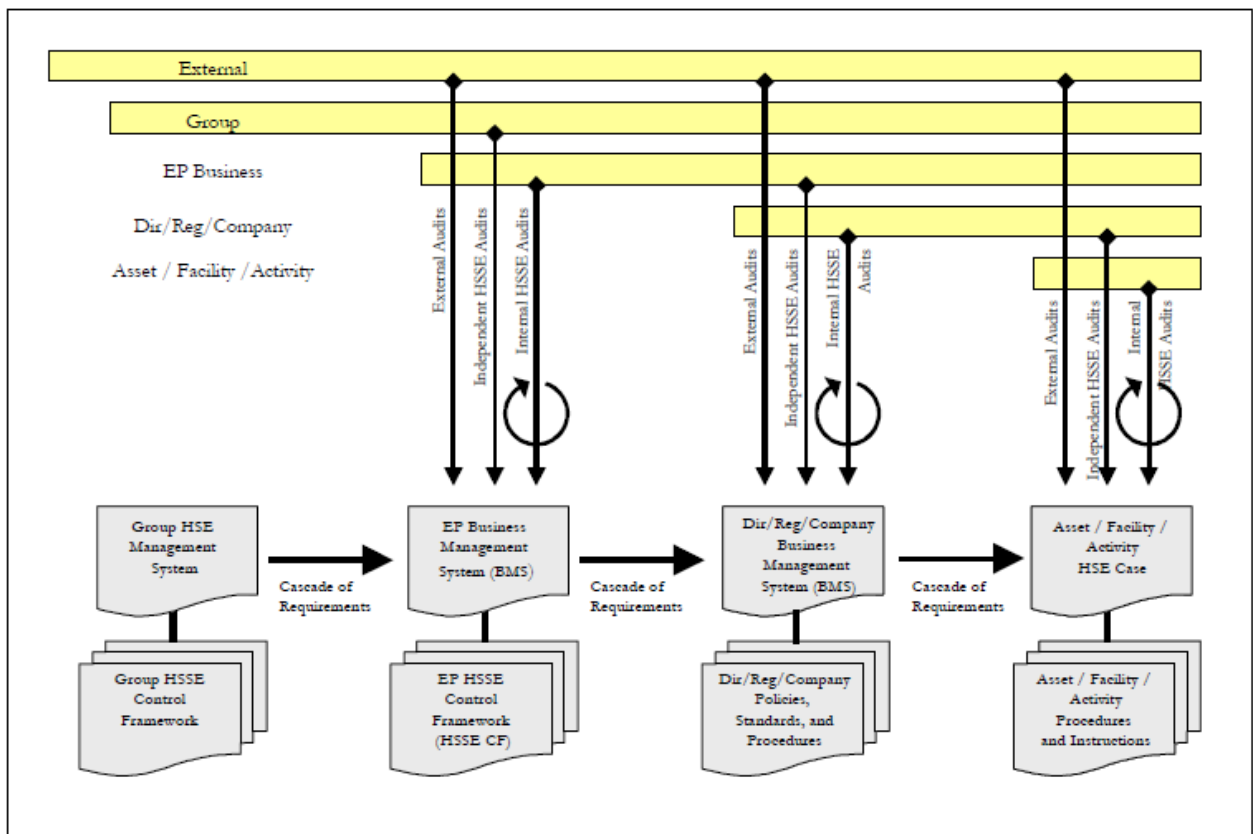 External
Group
EP Business
Dir/Reg/Company
Asset / Facility /Activity
External Audits
Independent HSSE Audits
Internal HSSE Audits
External Audits
Independent HSSE Audits
Internal HSSE
Audits
External Audits
Independent HSSE Audits
Internal
HSSE Audits
Group HSE
Management
System
Cascade of
Requirements
EP Business
Management
System (BMS)
Cascade of
Requirements
Dir/Reg/Company
Business
Management
System (BMS)
Cascade of
Requirements
Asset / Facility /
Activity
HSE Case
Group HSSE
Control
Framework
EP HSSE
Control
Framework
(HSSE CF)
Dir/Reg/Company
Policies,
Standards, and
Procedures
Asset / Facility /
Activity
Procedures
and Instructions